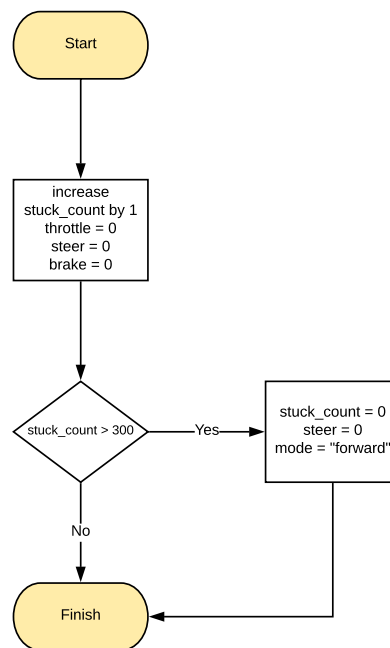 Start
increase
stuck_count by 1
throttle = 0
steer = 0
brake = 0
stuck_count > 300
Yes
stuck_count = 0
steer = 0
mode = "forward"
No
Finish